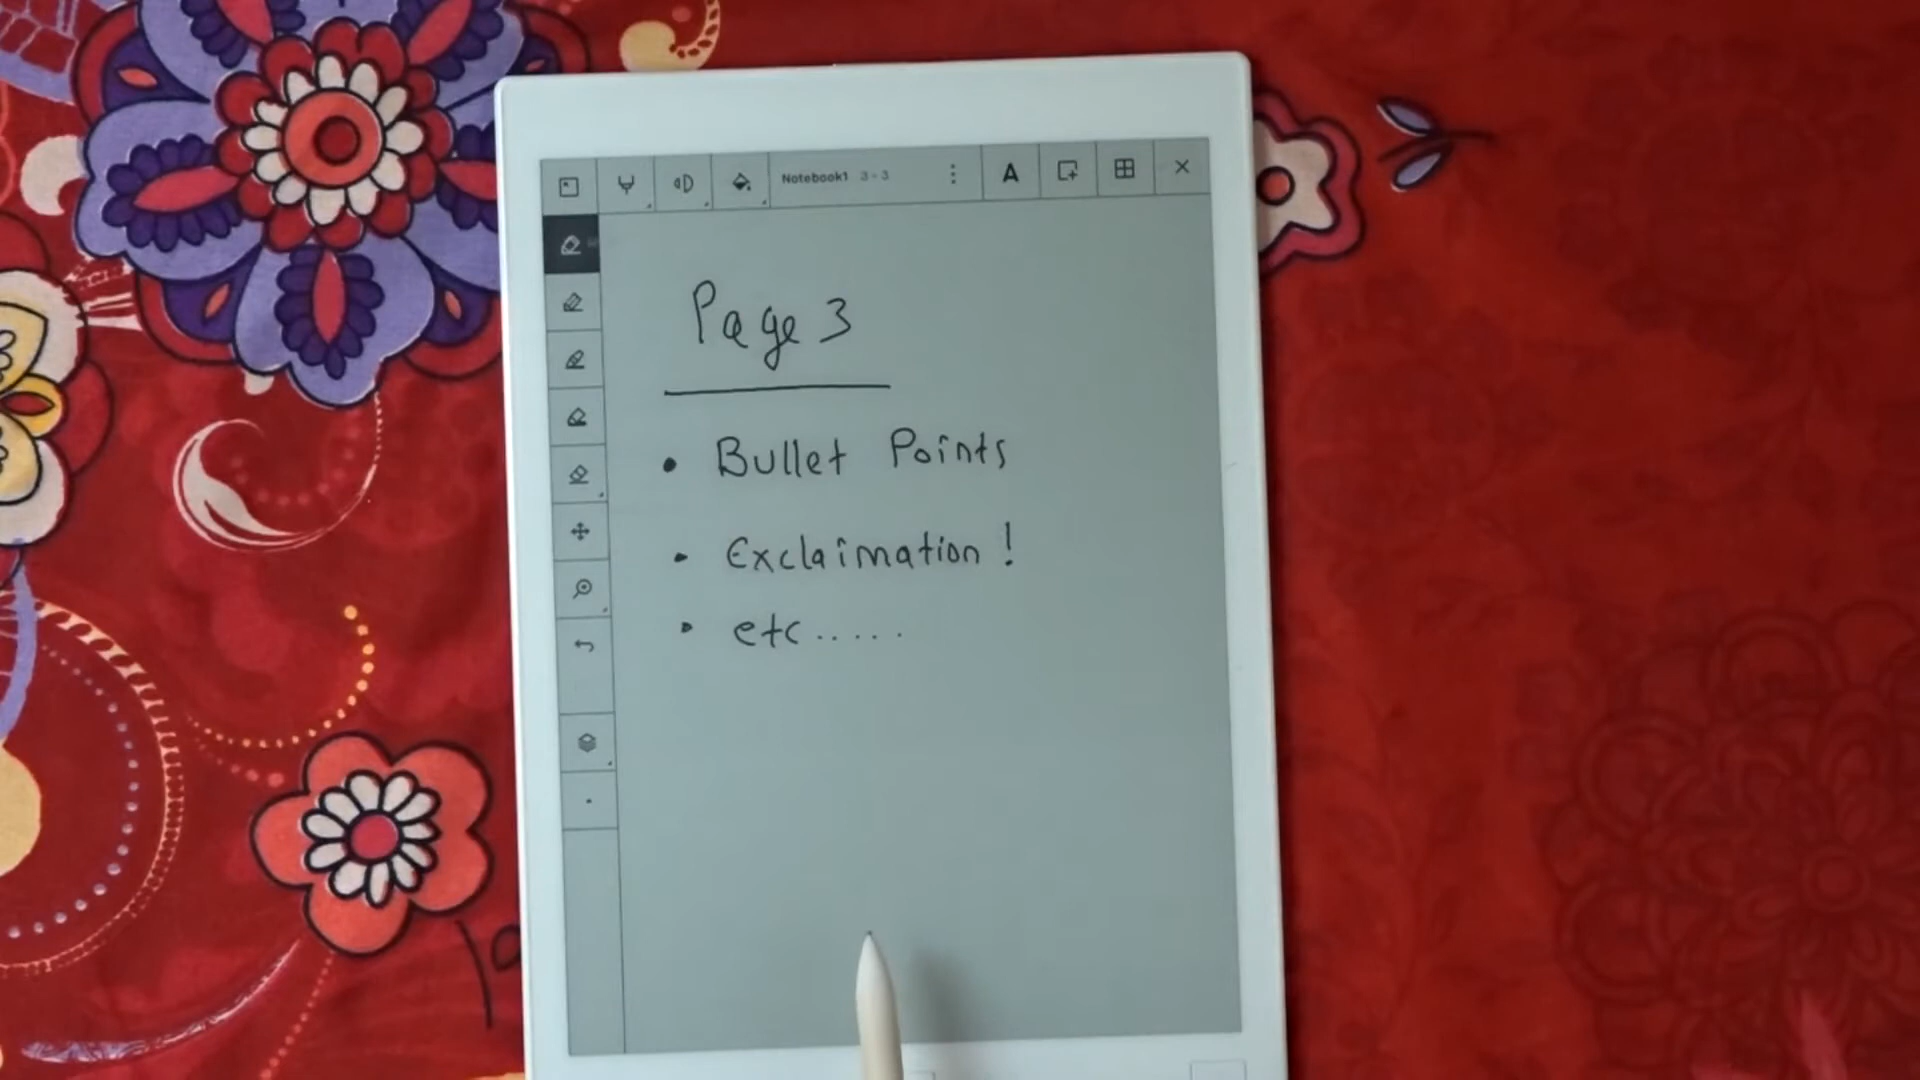 Notebook1 3-3 A
Page 3
• Bullet Points
• Exclaimation !
• etc.....